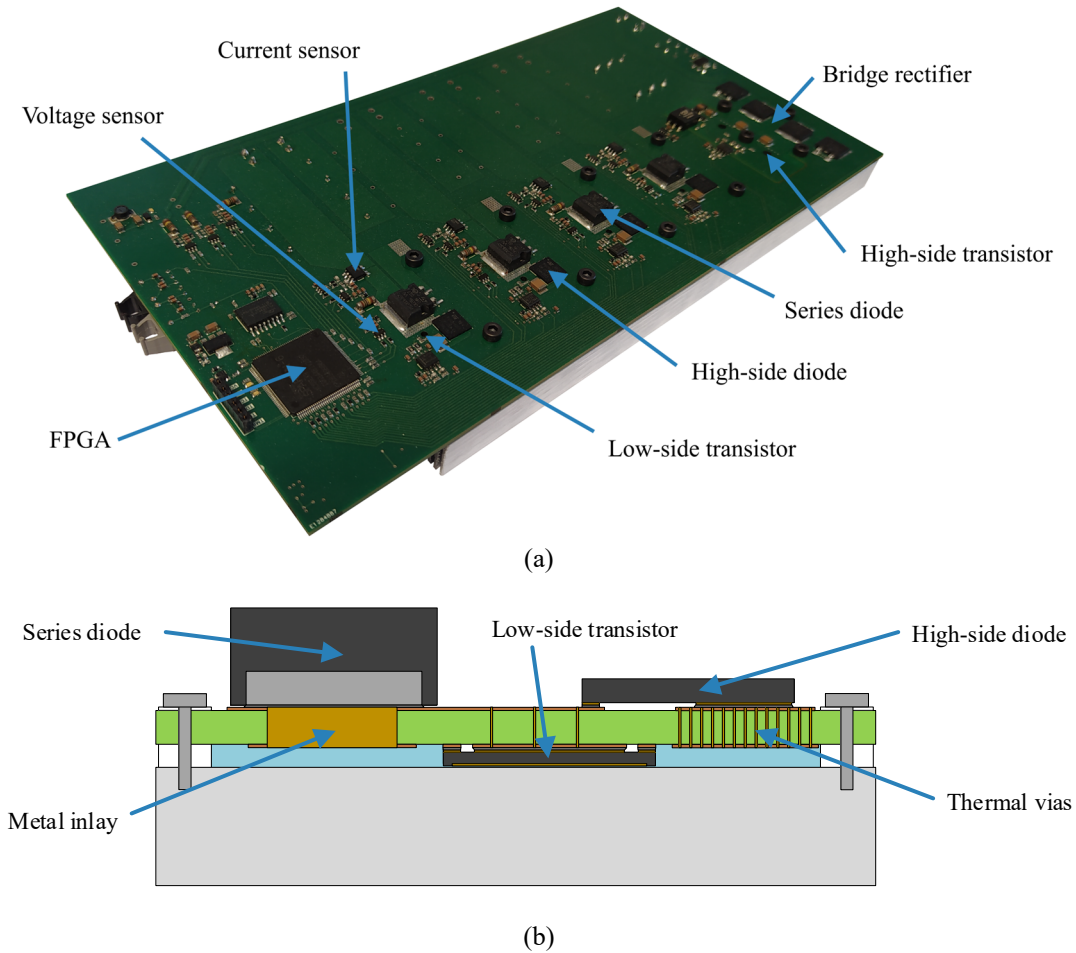 Current sensor
Bridge rectifier
Voltage sensor
High-side transistor
Series diode
High-side diode
FPGA
Low-side transistor
(a)
Series diode
Low-side transistor
High-side diode
Metal inlay
Thermal vias
(b)